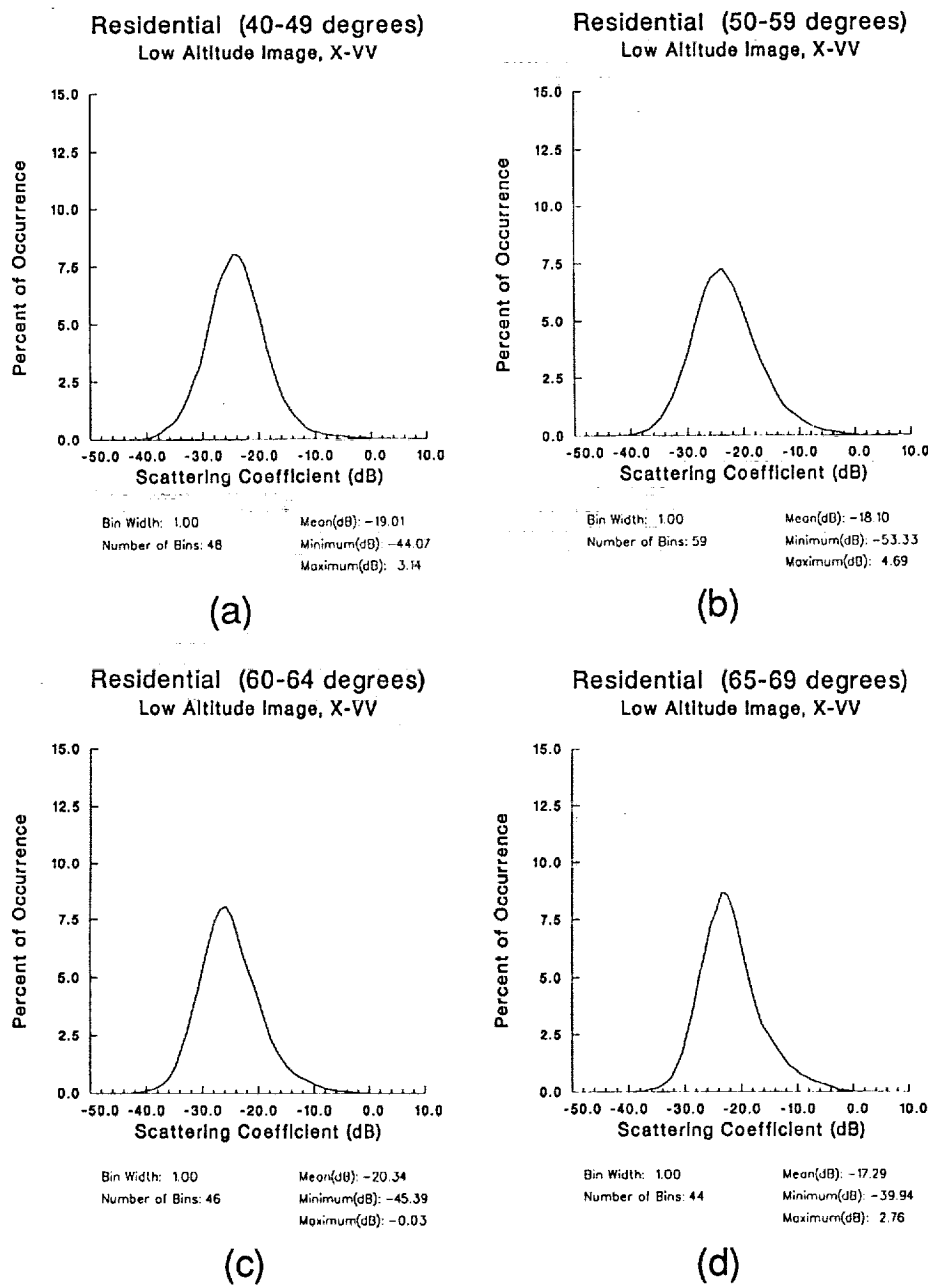 Residential (40-49 degrees)
Low Altitude Image, X-VV
15.0
12.5
10.0
7.5
5.0
2.5
0.0
Percent of Occurrence
-50.0 -40.0 -30.0 -20.0 -10.0 0.0 10.0
Scattering Coefficient (dB)
Bin Width: 1.00 Mean(dB): -19.01
Number of Bins: 48 Minimum(dB): -44.07
Maximum(dB): 3.14
(a)
Residential (50-59 degrees)
Low Altitude Image, X-VV
15.0
12.5
10.0
7.5
5.0
2.5
0.0
Percent of Occurrence
-50.0 -40.0 -30.0 -20.0 -10.0 0.0 10.0
Scattering Coefficient (dB)
Bin Width: 1.00 Mean(dB): -18.10
Number of Bins: 59 Minimum(dB): -53.33
Maximum(dB): 4.69
(b)
Residential (60-64 degrees)
Low Altitude Image, X-VV
15.0
12.5
10.0
7.5
5.0
2.5
0.0
Percent of Occurrence
-50.0 -40.0 -30.0 -20.0 -10.0 0.0 10.0
Scattering Coefficient (dB)
Bin Width: 1.00 Mean(dB): -20.34
Number of Bins: 46 Minimum(dB): -45.39
Maximum(dB): -0.03
(c)
Residential (65-69 degrees)
Low Altitude Image, X-VV
15.0
12.5
10.0
7.5
5.0
2.5
0.0
Percent of Occurrence
-50.0 -40.0 -30.0 -20.0 -10.0 0.0 10.0
Scattering Coefficient (dB)
Bin Width: 1.00 Mean(dB): -17.29
Number of Bins: 44 Minimum(dB): -39.94
Maximum(dB): 2.76
(d)